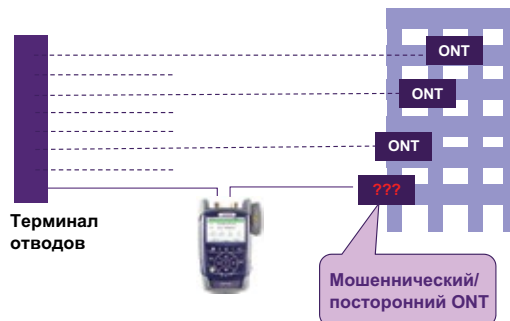 ONT
ONT
ONT
???
Терминал
отводов
Мошеннический/
посторонний ONT